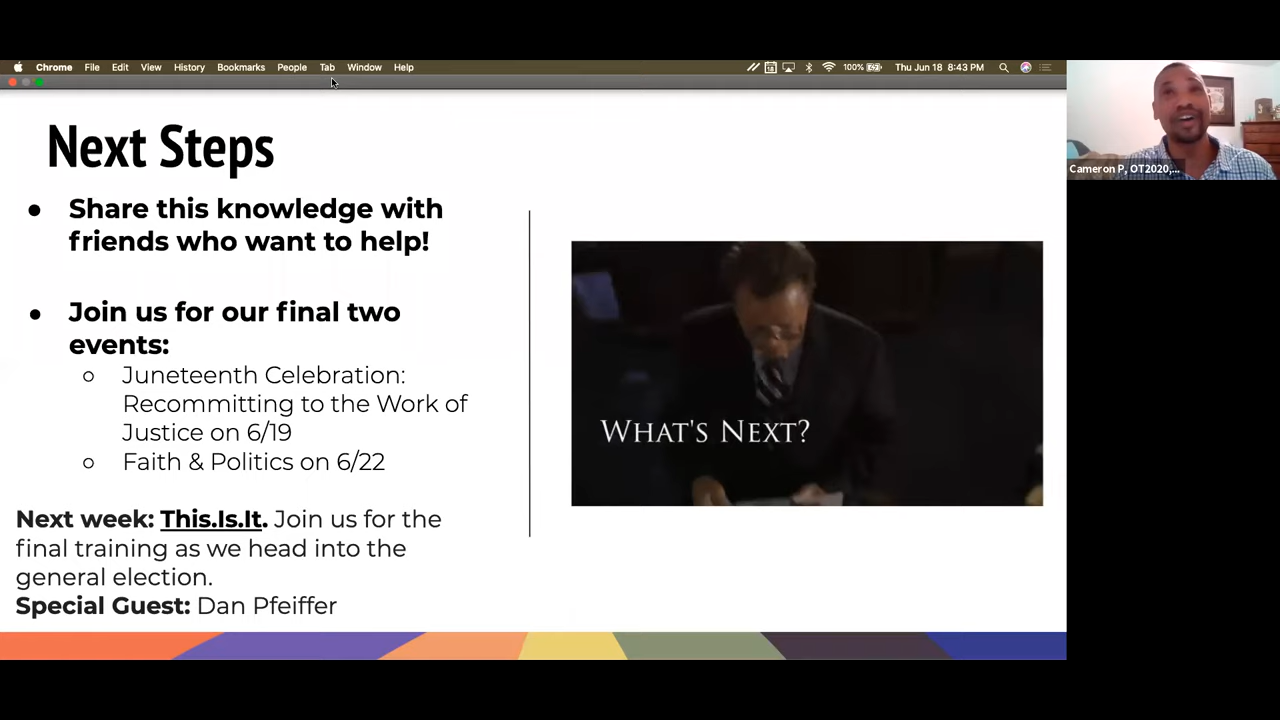 Chrome File Edit View History Bookmarks People Tab Window Help 100% Thu Jun 18 8:43 PM
Next Steps
● Share this knowledge with
friends who want to help!
● Join us for our final two
events:
○ Juneteenth Celebration:
Recommitting to the Work of
Justice on 6/19
○ Faith & Politics on 6/22
Next week: This.Is.It. Join us for the
final training as we head into the
general election.
Special Guest: Dan Pfeiffer
WHAT'S NEXT?
Cameron P, OT2020,...